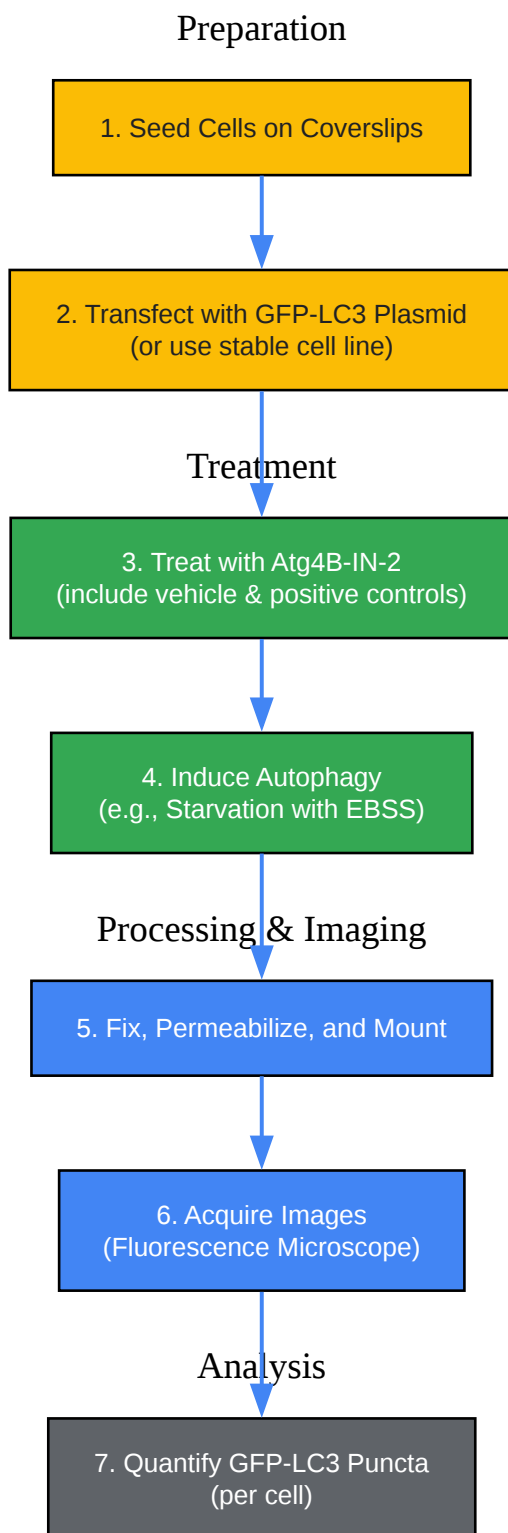 Preparation
1. Seed Cells on Coverslips
2. Transfect with GFP-LC3 Plasmid
(or use stable cell line)
Treatment
3. Treat with Atg4B-IN-2
(include vehicle & positive controls)
4. Induce Autophagy
(e.g., Starvation with EBSS)
Processing & Imaging
5. Fix, Permeabilize, and Mount
6. Acquire Images
(Fluorescence Microscope)
Analysis
7. Quantify GFP-LC3 Puncta
(per cell)